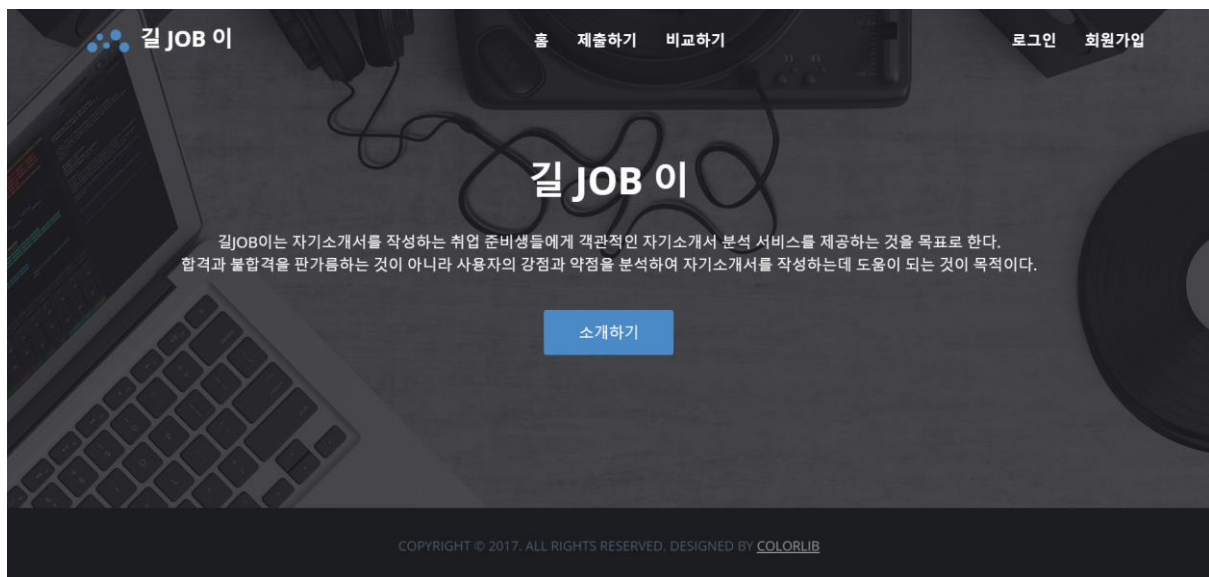 길 JOB 이
홈 제출하기 비교하기
로그인 회원가입
길 JOB 이
길JOB이는 자기소개서를 작성하는 취업 준비생들에게 객관적인 자기소개서 분석 서비스를 제공하는 것을 목표로 한다.
합격과 불합격을 판가름하는 것이 아니라 사용자의 강점과 약점을 분석하여 자기소개서를 작성하는데 도움이 되는 것이 목적이다.
소개하기
COPYRIGHT © 2017. ALL RIGHTS RESERVED. DESIGNED BY COLORLIB